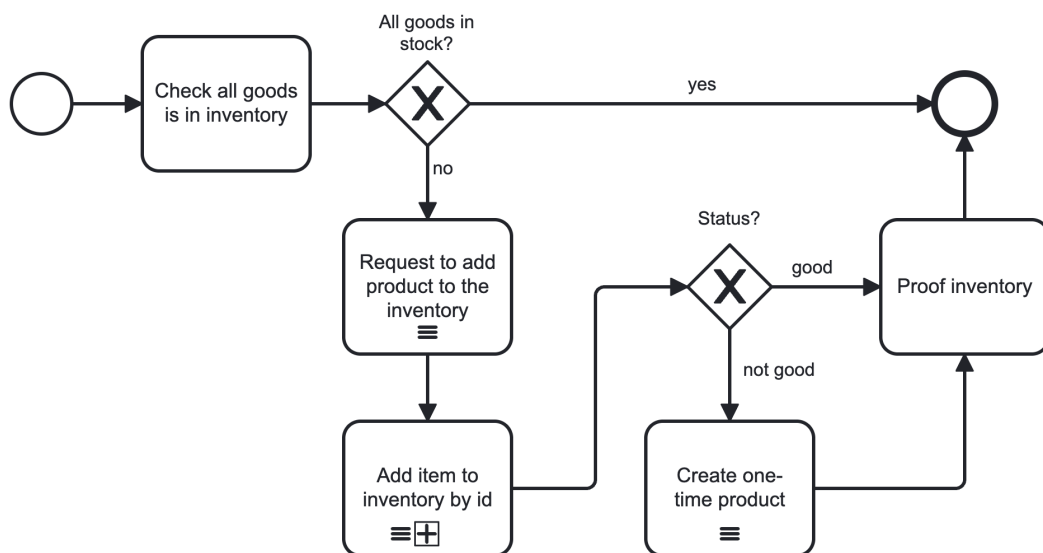 All goods in
stock?
Check all goods
is in inventory
yes
no
Request to add
product to the
inventory
Status?
good
Proof inventory
not good
Add item to
inventory by id
Create one-
time product